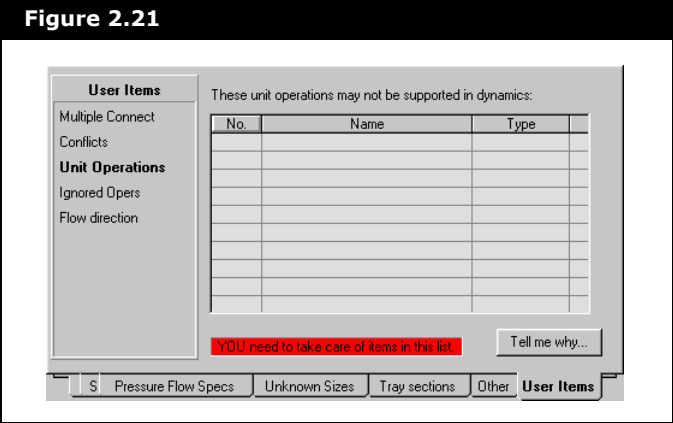 Figure 2.21
User Items
Multiple Connect
Conflicts
Unit Operations
Ignored Opers
Flow direction
These unit operations may not be supported in dynamics:
No. Name Type
YOU need to take care of items in this list.
Tell me why...
S Pressure Flow Specs Unknown Sizes Tray sections Other User Items